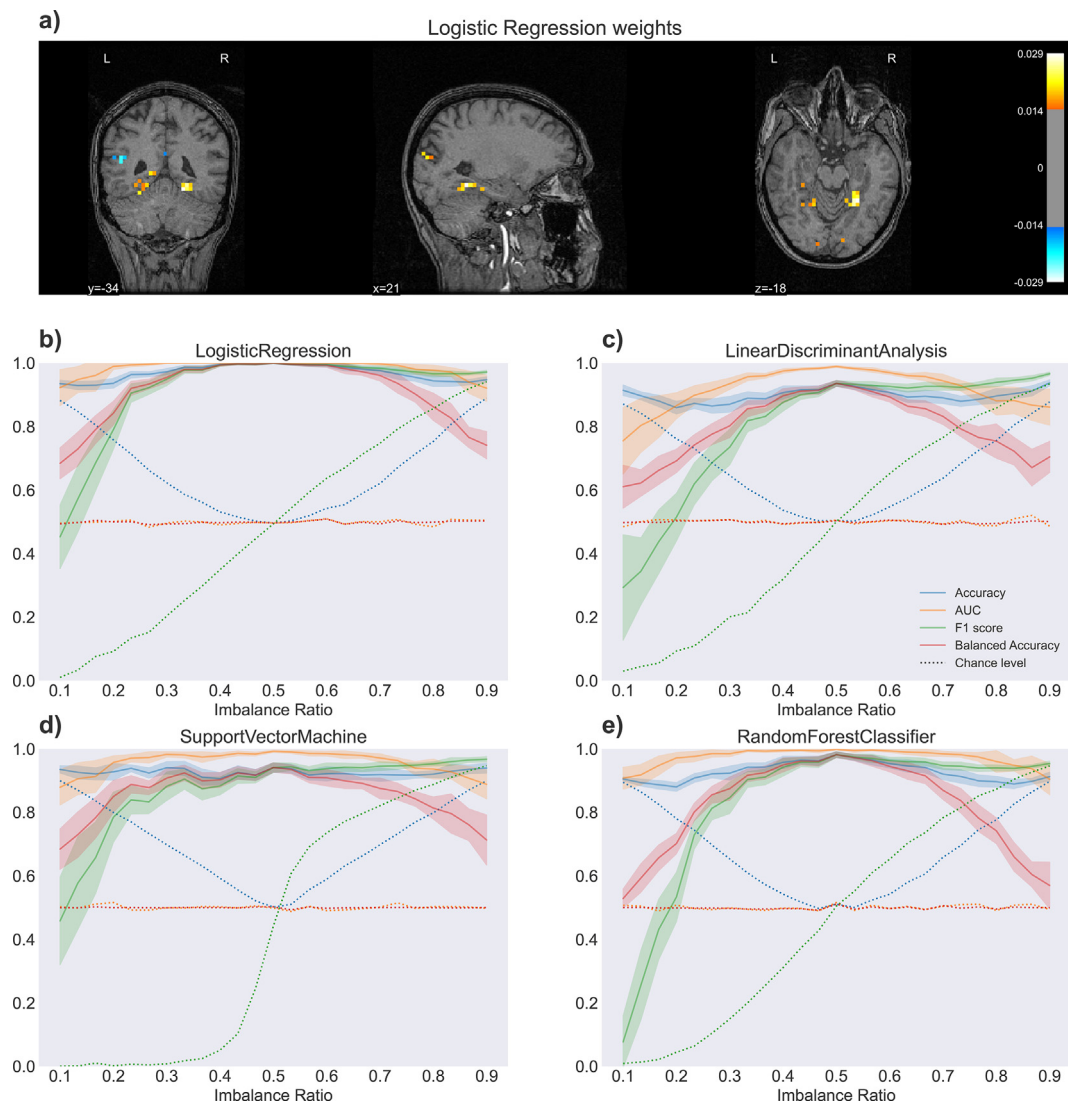 a)
Logistic Regression weights
L R L R
0.029
0.014
0
-0.014
-0.029
y=-34 x=21 z=-18
b) c)
LogisticRegression LinearDiscriminantAnalysis
1.0 1.0
0.8 0.8
0.6 0.6
0.4 0.4
0.2 0.2
0.0 0.0
Accuracy
AUC
F1 score
Balanced Accuracy
Chance level
0.1 0.2 0.3 0.4 0.5 0.6 0.7 0.8 0.9 0.1 0.2 0.3 0.4 0.5 0.6 0.7 0.8 0.9
Imbalance Ratio Imbalance Ratio
d) e)
SupportVectorMachine RandomForestClassifier
1.0 1.0
0.8 0.8
0.6 0.6
0.4 0.4
0.2 0.2
0.0 0.0
0.1 0.2 0.3 0.4 0.5 0.6 0.7 0.8 0.9 0.1 0.2 0.3 0.4 0.5 0.6 0.7 0.8 0.9
Imbalance Ratio Imbalance Ratio